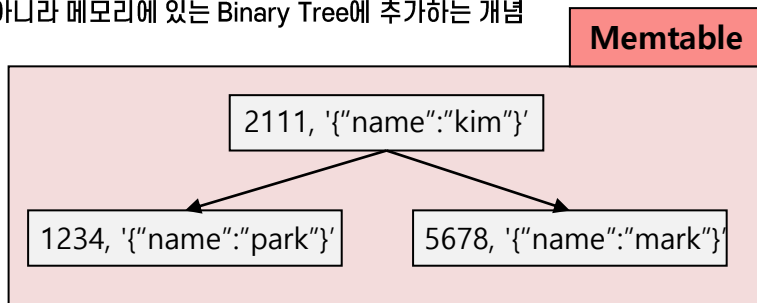 아니라 메모리에 있는 Binary Tree에 추가하는 개념
Memtable
2111, '{“name”:”kim”}’
1234, '{“name”:”park”}’
5678, '{“name”:”mark”}’